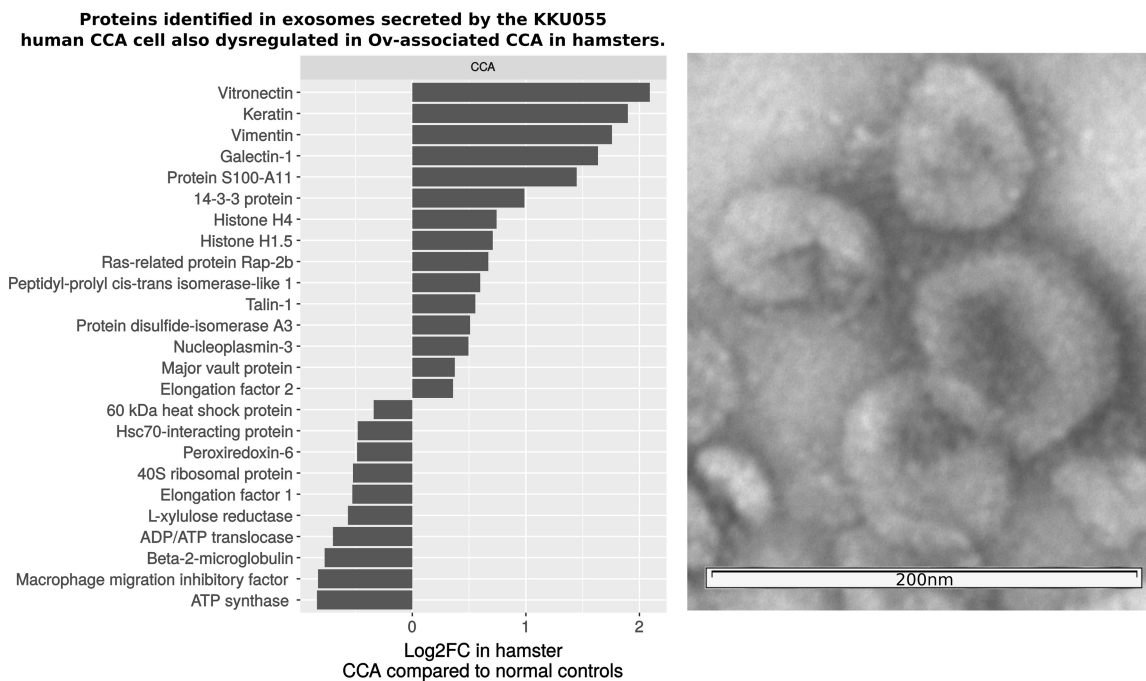 Proteins identified in exosomes secreted by the KKU055
human CCA cell also dysregulated in Ov-associated CCA in hamsters.
CCA
Vitronectin
Keratin
Vimentin
Galectin-1
Protein S100-A11
14-3-3 protein
Histone H4
Histone H1.5
Ras-related protein Rap-2b
Peptidyl-prolyl cis-trans isomerase-like 1
Talin-1
Protein disulfide-isomerase A3
Nucleoplasmin-3
Major vault protein
Elongation factor 2
60 kDa heat shock protein
Hsc70-interacting protein
Peroxiredoxin-6
40S ribosomal protein
Elongation factor 1
L-xylulose reductase
ADP/ATP translocase
Beta-2-microglobulin
Macrophage migration inhibitory factor
ATP synthase
0 1 2
Log2FC in hamster
CCA compared to normal controls
200nm